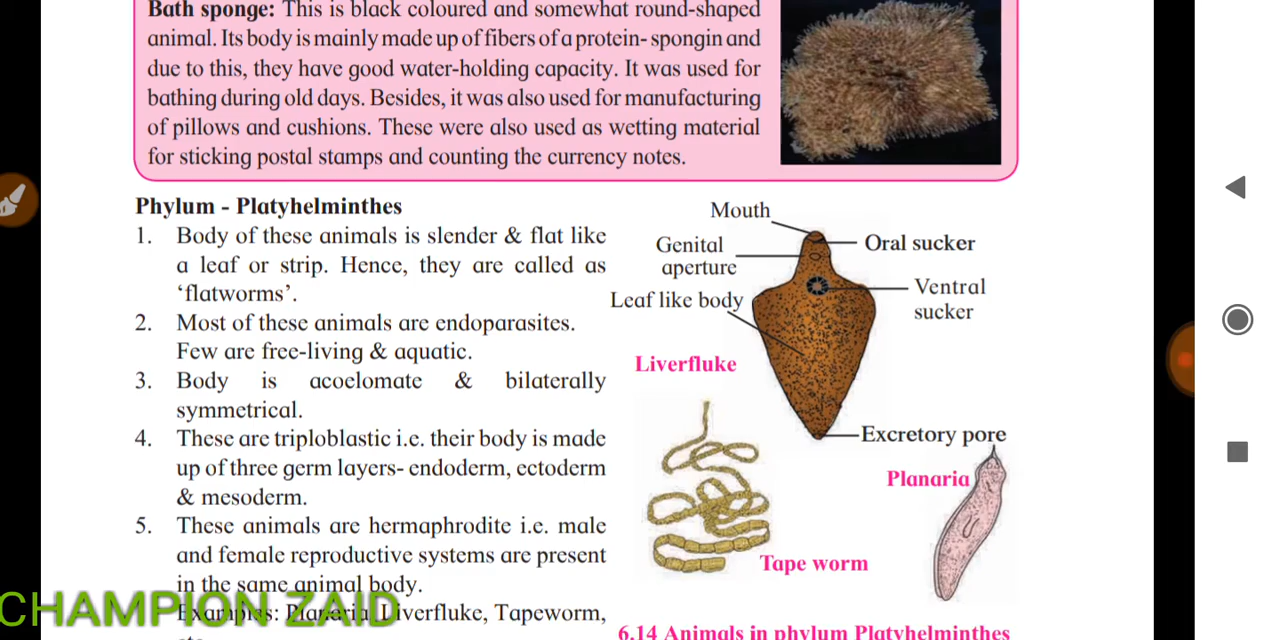 Bath sponge: This is black coloured and somewhat round-shaped
animal. Its body is mainly made up of fibers of a protein- spongin and
due to this, they have good water-holding capacity. It was used for
bathing during old days. Besides, it was also used for manufacturing
of pillows and cushions. These were also used as wetting material
for sticking postal stamps and counting the currency notes.
Phylum - Platyhelminthes
1. Body of these animals is slender & flat like
a leaf or strip. Hence, they are called as
‘flatworms’.
2. Most of these animals are endoparasites.
Few are free-living & aquatic.
3. Body is acoelomate & bilaterally
symmetrical.
4. These are triploblastic i.e. their body is made
up of three germ layers- endoderm, ectoderm
& mesoderm.
5. These animals are hermaphrodite i.e. male
and female reproductive systems are present
in the same animal body.
Examples: Planaria, Liverfluke, Tapeworm,
Mouth
Genital
aperture
Oral sucker
Leaf like body
Ventral
sucker
Liverfluke
Excretory pore
Planaria
Tape worm
6.14 Animals in phylum Platyhelminthes
CHAMPION ZAID